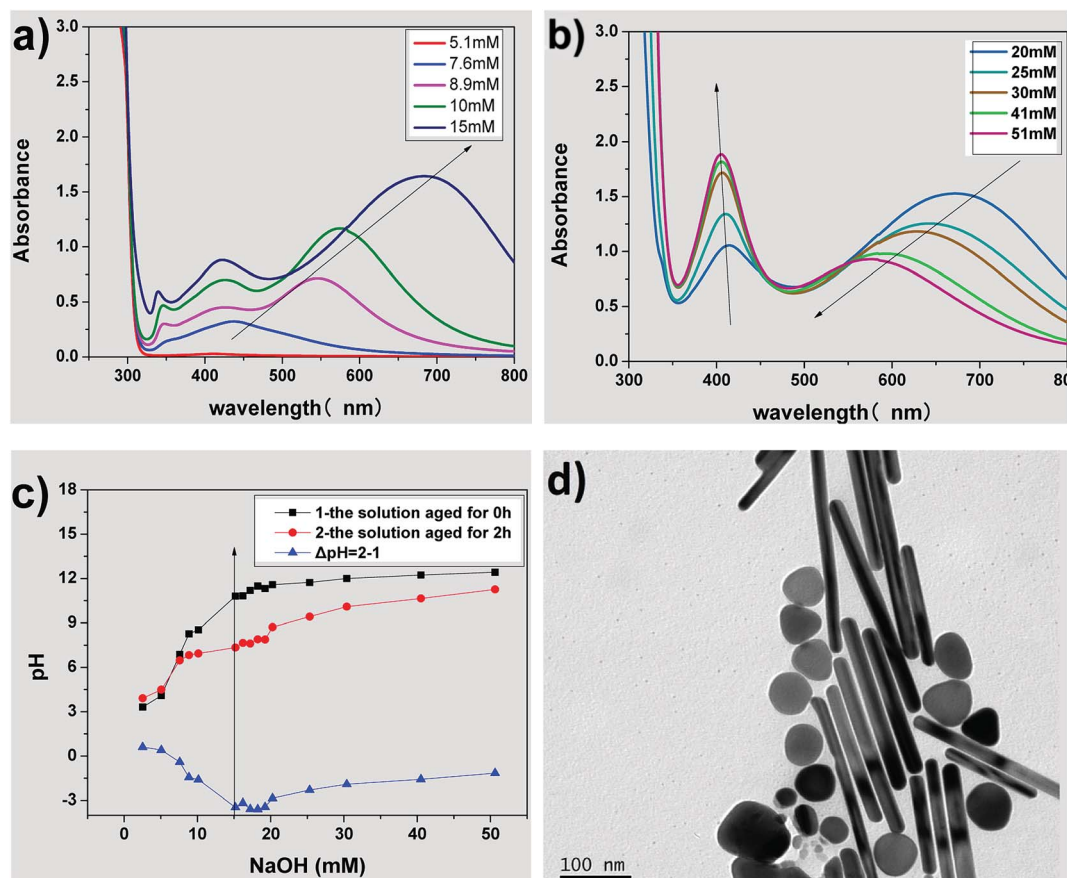 a)
3.0
2.5
2.0
1.5
1.0
0.5
0.0
Absorbance
5.1mM
7.6mM
8.9mM
10mM
15mM
300 400 500 600 700 800
wavelength( nm)
b)
3.0
2.5
2.0
1.5
1.0
0.5
0.0
Absorbance
20mM
25mM
30mM
41mM
51mM
300 400 500 600 700 800
wavelength( nm)
c)
18
15
12
9
6
3
0
-3
pH
1-the solution aged for 0h
2-the solution aged for 2h
ΔpH=2-1
0 10 20 30 40 50
NaOH (mM)
d)
100 nm